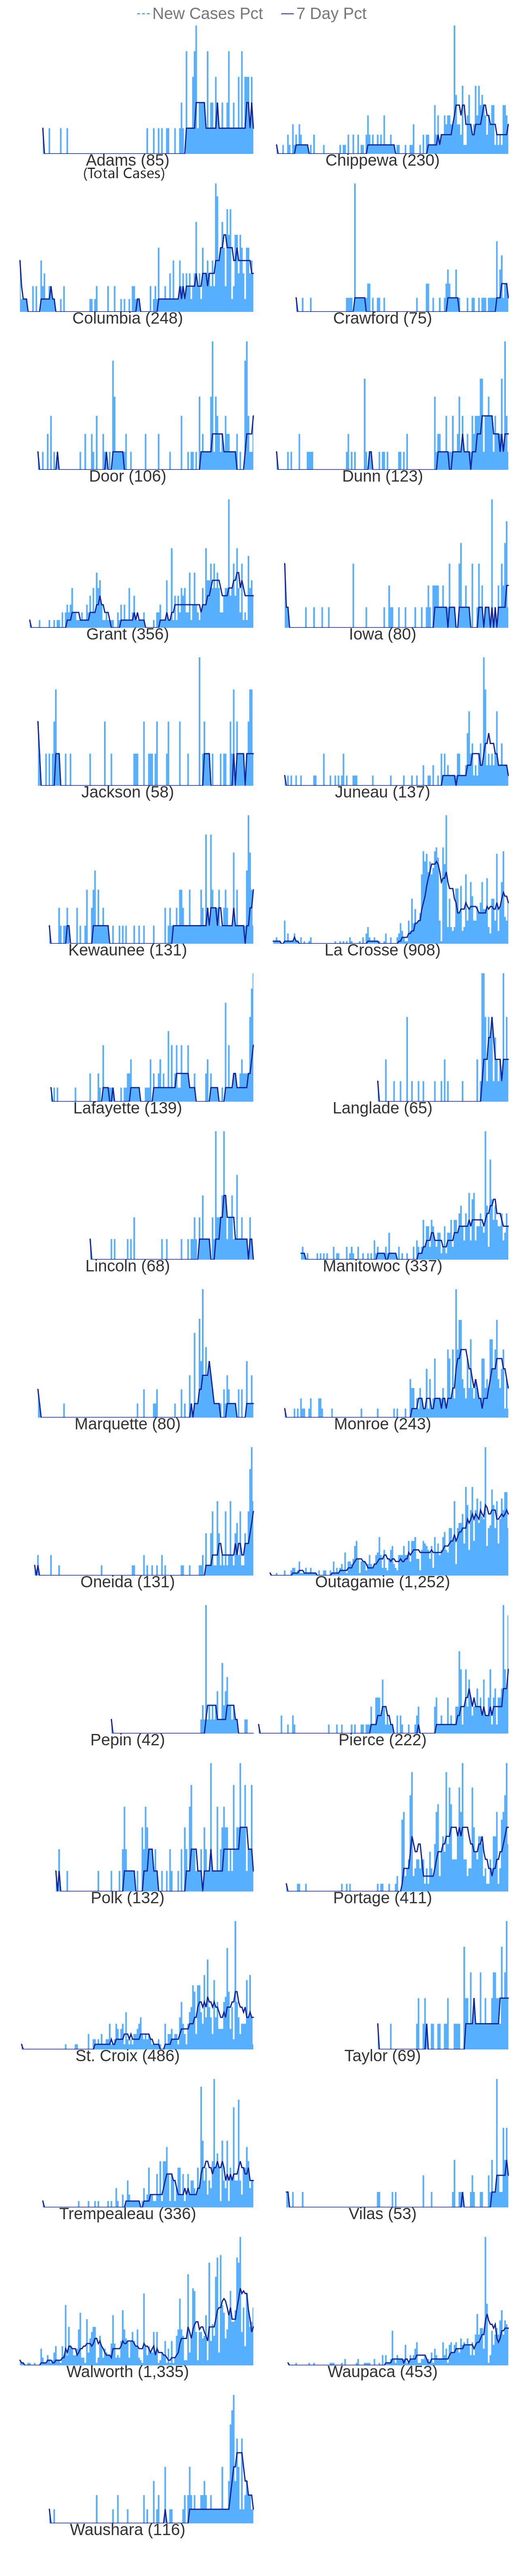 New Cases Pct 7 Day Pct
Adams (85)
(Total Cases)
Chippewa (230)
Columbia (248)
Crawford (75)
Door (106)
Dunn (123)
Grant (356)
Iowa (80)
Jackson (58)
Juneau (137)
Kewaunee (131)
La Crosse (908)
Lafayette (139)
Langlade (65)
Lincoln (68)
Manitowoc (337)
Marquette (80)
Monroe (243)
Oneida (131)
Outagamie (1,252)
Pepin (42)
Pierce (222)
Polk (132)
Portage (411)
St. Croix (486)
Taylor (69)
Trempealeau (336)
Vilas (53)
Walworth (1,335)
Waupaca (453)
Waushara (116)